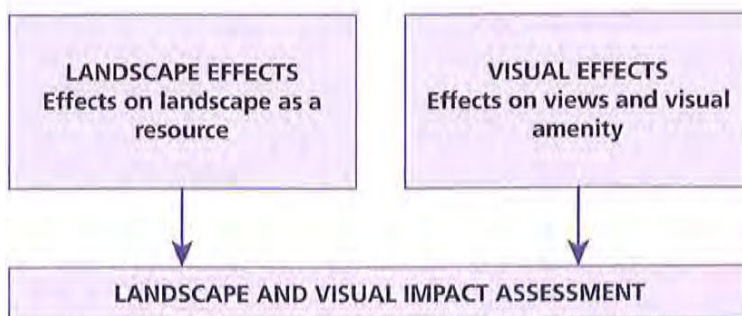 LANDSCAPE EFFECTS
Effects on landscape as a
resource
VISUAL EFFECTS
Effects on views and visual
amenity
LANDSCAPE AND VISUAL IMPACT ASSESSMENT